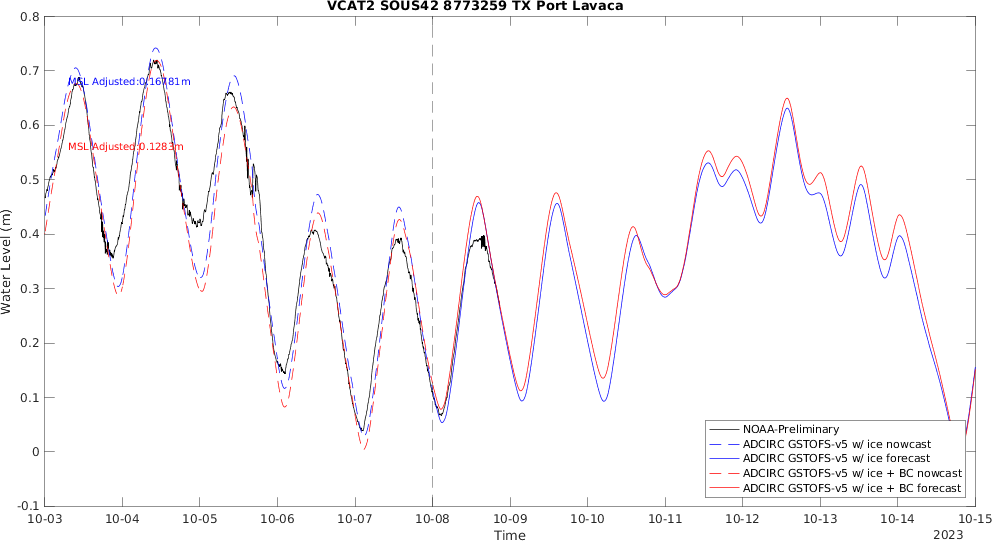 VCAT2 SOUS42 8773259 TX Port Lavaca
0.8
0.7
0.6
0.5
0.4
0.3
0.2
0.1
0
-0.1
Water Level (m)
MSL Adjusted:0.16781m
MSL Adjusted:0.1283m
NOAA-Preliminary
ADCIRC GSTOFS-v5 w/ ice nowcast
ADCIRC GSTOFS-v5 w/ ice forecast
ADCIRC GSTOFS-v5 w/ ice + BC nowcast
ADCIRC GSTOFS-v5 w/ ice + BC forecast
10-03 10-04 10-05 10-06 10-07 10-08 10-09 10-10 10-11 10-12 10-13 10-14 10-15
Time
2023